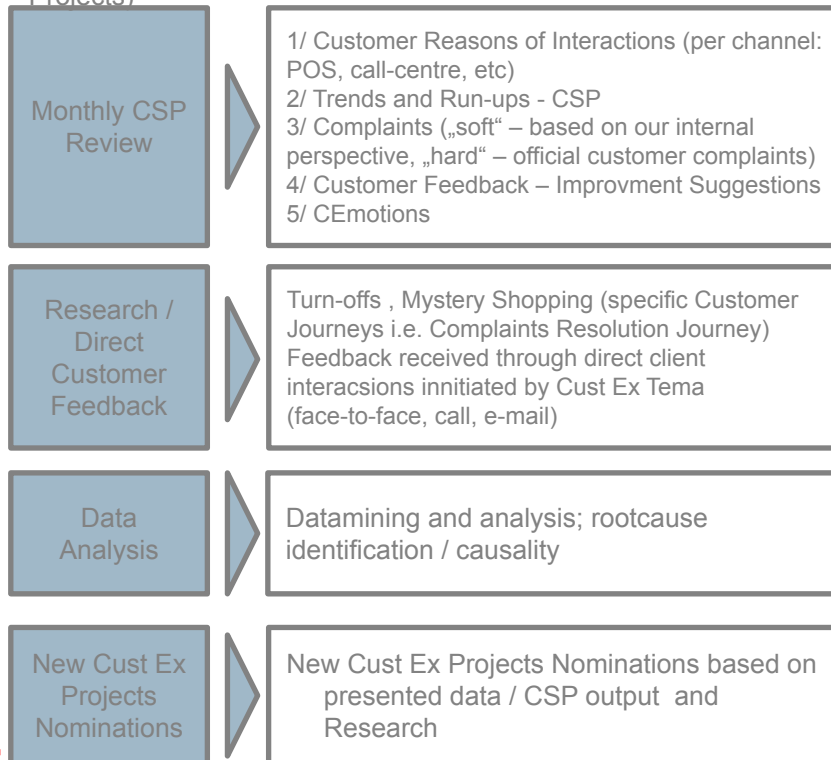 Projects)
Monthly CSP
Review
1/ Customer Reasons of Interactions (per channel:
POS, call-centre, etc)
2/ Trends and Run-ups - CSP
3/ Complaints („soft“ – based on our internal
perspective, „hard“ – official customer complaints)
4/ Customer Feedback – Improvment Suggestions
5/ CEmotions
Research /
Direct
Customer
Feedback
Turn-offs , Mystery Shopping (specific Customer
Journeys i.e. Complaints Resolution Journey)
Feedback received through direct client
interacsions innitiated by Cust Ex Tema
(face-to-face, call, e-mail)
Data
Analysis
Datamining and analysis; rootcause
identification / causality
New Cust Ex
Projects
Nominations
New Cust Ex Projects Nominations based on
presented data / CSP output and
Research